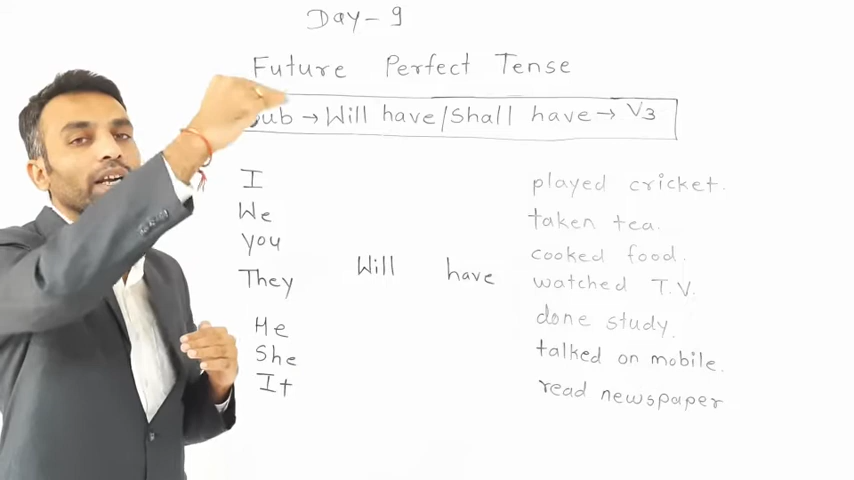 Day - 9
Future Perfect Tense
Sub → Will have/Shall have → V3
I
We
you
They
He
She
It
Will have
played cricket.
taken tea.
cooked food.
watched T.V.
done study.
talked on mobile.
read newspaper